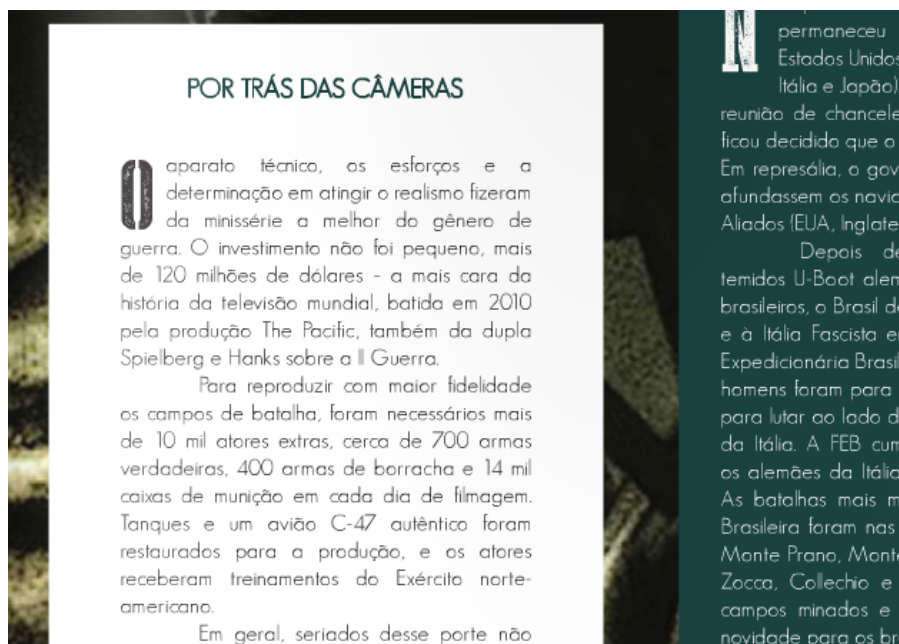 POR TRÁS DAS CÂMERAS
O aparato técnico, os esforços e a
determinação em atingir o realismo fizeram
da minissérie a melhor do gênero de
guerra. O investimento não foi pequeno, mais
de 120 milhões de dólares - a mais cara da
história da televisão mundial, batida em 2010
pela produção The Pacific, também da dupla
Spielberg e Hanks sobre a II Guerra.
Para reproduzir com maior fidelidade
os campos de batalha, foram necessários mais
de 10 mil atores extras, cerca de 700 armas
verdadeiras, 400 armas de borracha e 14 mil
caixas de munição em cada dia de filmagem.
Tanques e um avião C-47 autêntico foram
restaurados para a produção, e os atores
receberam treinamentos do Exército norte-
americano.
Em geral, seriados desse porte não
N
permaneceu
Estados Unidos
Itália e Japão)
reunião de chancele
ficou decidido que o
Em represália, o gov
afundassem os navic
Aliados (EUA, Inglate
Depois de
temidos U-Boot alem
brasileiros, o Brasil de
e à Itália Fascista e
Expedicionária Brasil
homens foram para
para lutar ao lado d
da Itália. A FEB cum
os alemães da Itália
As batalhas mais m
Brasileira foram nas
Monte Prano, Monte
Zocca, Collechio e
campos minados e
novidade para os br